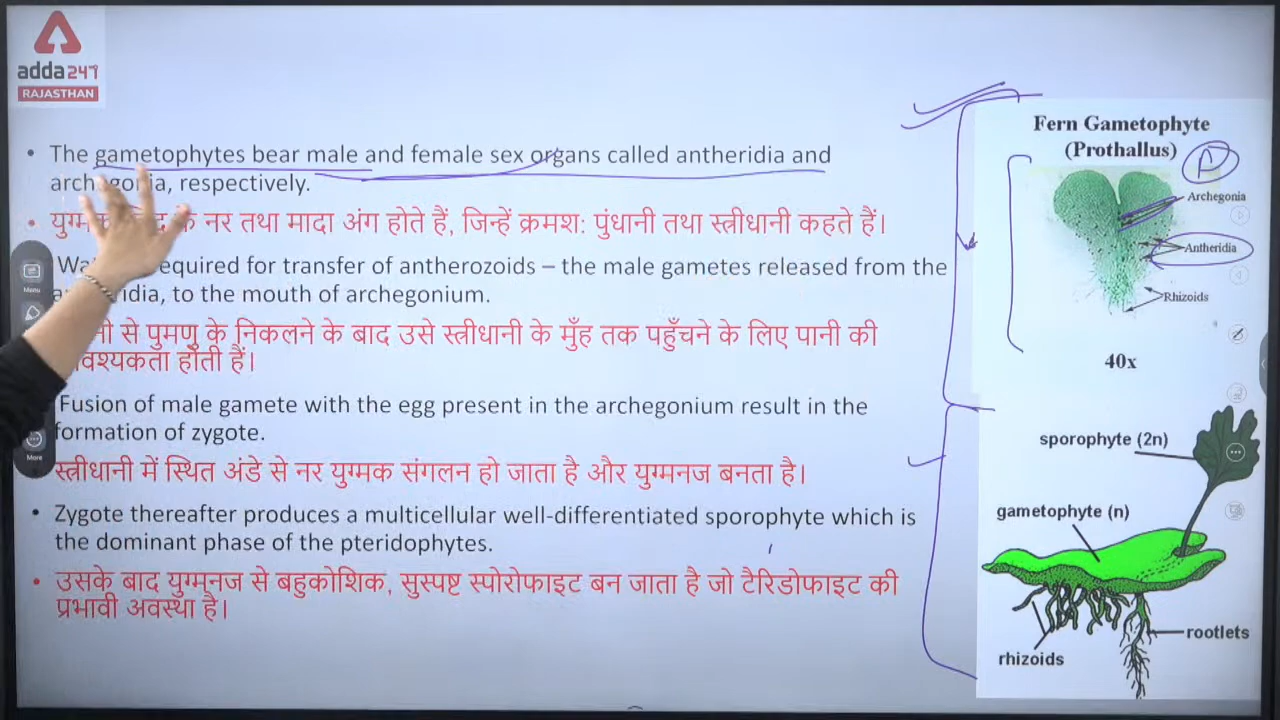 adda247
RAJASTHAN
• The gametophytes bear male and female sex organs called antheridia and
archegonia, respectively.
के नर तथा मादा अंग होते हैं, जिन्हें क्रमश: पुंधानी तथा स्त्रीधानी कहते हैं।
required for transfer of antherozoids – the male gametes released from the
to the mouth of archegonium.
से पुमणु के निकलने के बाद उसे स्त्रीधानी के मुँह तक पहुँचने के लिए पानी की
होती हैं।
Fusion of male gamete with the egg present in the archegonium result in the
formation of zygote.
स्त्रीधानी में स्थित अंडे से नर युग्मक संगलन हो जाता है और युग्मनज बनता है।
• Zygote thereafter produces a multicellular well-differentiated sporophyte which is
the dominant phase of the pteridophytes.
• उसके बाद युग्मनज से बहुकोशिक, सुस्पष्ट स्पोरोफाइट बन जाता है जो टैरिडोफाइट की
प्रभावी अवस्था है।
Menu
More
Fern Gametophyte
(Prothallus)
Archegonia
Antheridia
Rhizoids
40x
sporophyte (2n)
gametophyte (n)
rootlets
rhizoids